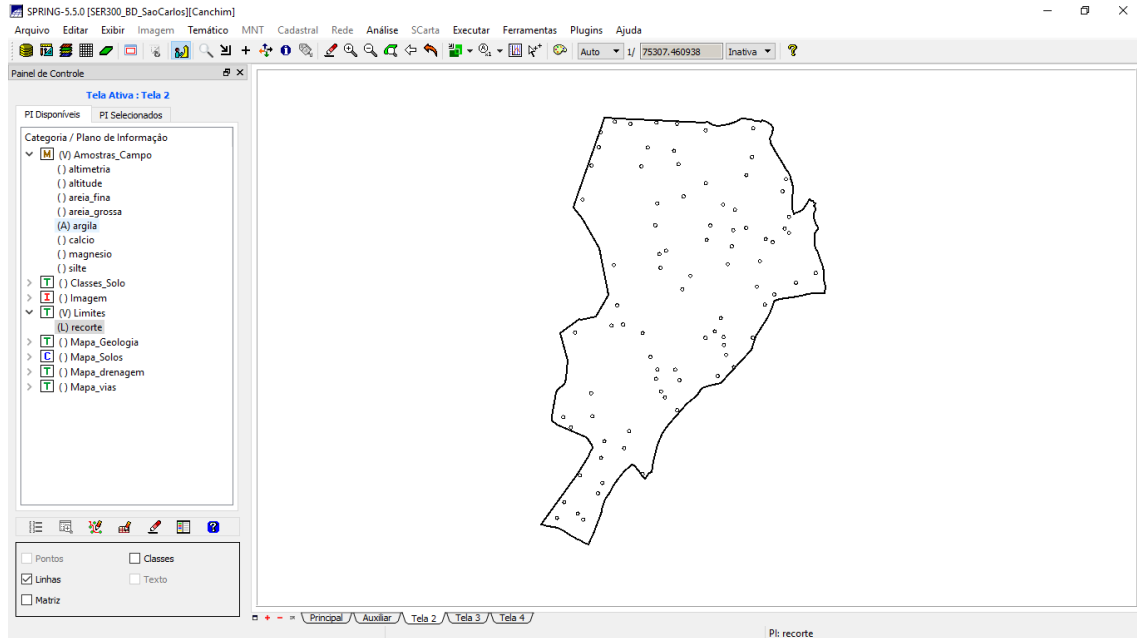 SPRING-5.5.0 [SER300_BD_SaoCarlos][Canchim]
Arquivo Editar Exibir Imagem Temático MNT Cadastral Rede Análise SCarta Executar Ferramentas Plugins Ajuda
Auto 1/ 75307.460938 Inativa
Painel de Controle
Tela Ativa : Tela 2
PI Disponíveis PI Selecionados
Categoria / Plano de Informação
M (V) Amostras_Campo
( ) altimetria
( ) altitude
( ) areia_fina
( ) areia_grossa
(A) argila
( ) calcio
( ) magnesio
( ) silte
T ( ) Classes_Solo
I ( ) Imagem
T (V) Limites
(L) recorte
T ( ) Mapa_Geologia
C ( ) Mapa_Solos
T ( ) Mapa_drenagem
T ( ) Mapa_vias
Pontos Classes
Linhas Texto
Matriz
Principal Auxiliar Tela 2 Tela 3 Tela 4
PI: recorte